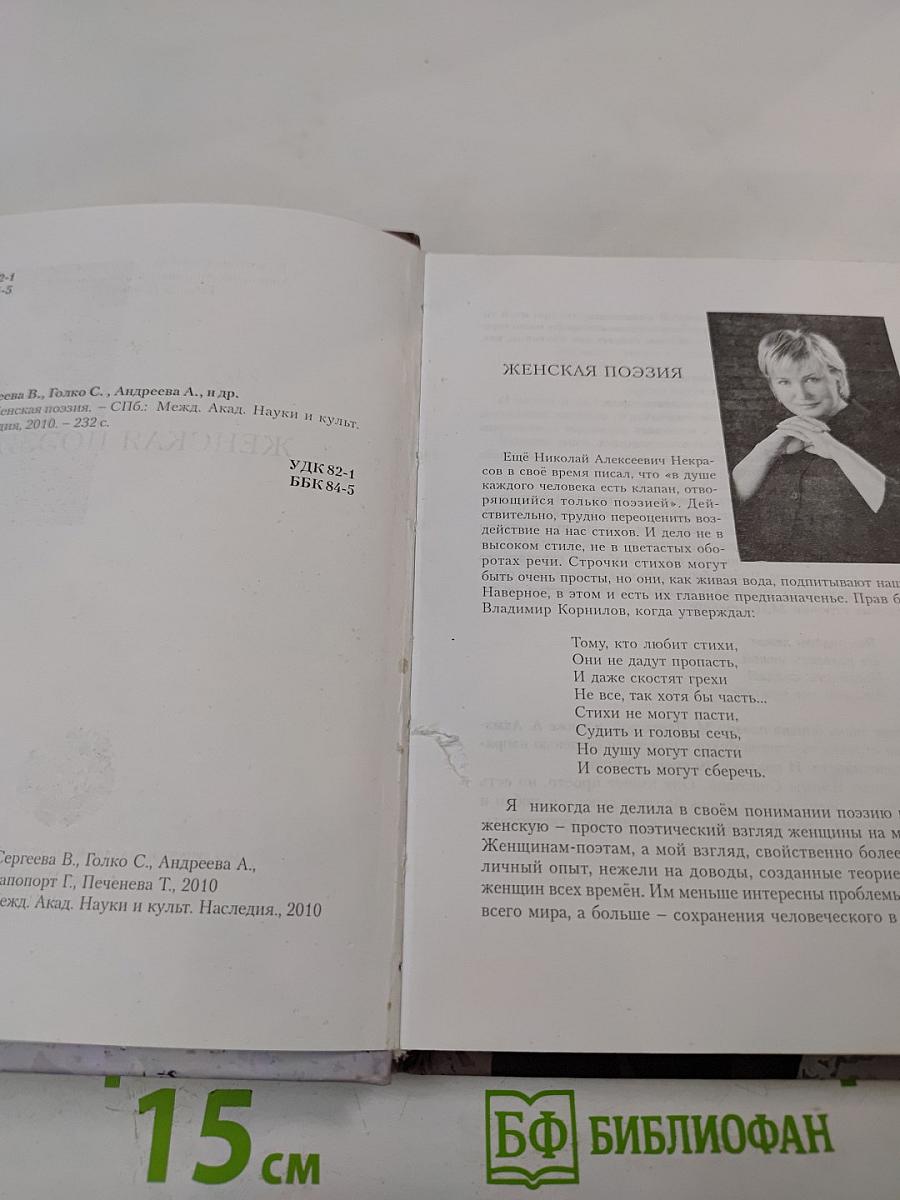 2-1
-5
еева В., Голко С. , Андреева А., и др.
енская поэзия. – СПб.: Межд. Акад. Науки и культ.
дия, 2010. – 232 с.
УДК 82-1
ББК 84-5
Сергеева В., Голко С., Андреева А.,
апопорт Г., Печенева Т., 2010
ежд. Акад. Науки и культ. Наследия., 2010
ЖЕНСКАЯ ПОЭЗИЯ
Ещё Николай Алексеевич Некра-
сов в своё время писал, что «в душе
каждого человека есть клапан, отво-
ряющийся только поэзией». Дей-
ствительно, трудно переоценить воз-
действие на нас стихов. И дело не в
высоком стиле, не в цветастых обо-
ротах речи. Строчки стихов могут
быть очень просты, но они, как живая вода, подпитывают наш
Наверное, в этом и есть их главное предназначенье. Прав б
Владимир Корнилов, когда утверждал:
Тому, кто любит стихи,
Они не дадут пропасть,
И даже скостят грехи
Не все, так хотя бы часть...
Стихи не могут пасти,
Судить и головы сечь,
Но душу могут спасти
И совесть могут сберечь.
Я никогда не делила в своём понимании поэзию
женскую – просто поэтический взгляд женщины на м
Женщинам-поэтам, а мой взгляд, свойственно более
личный опыт, нежели на доводы, созданные теорие
женщин всех времён. Им меньше интересны проблемы
всего мира, а больше – сохранения человеческого в
15 см
БФ БИБЛИОФАН